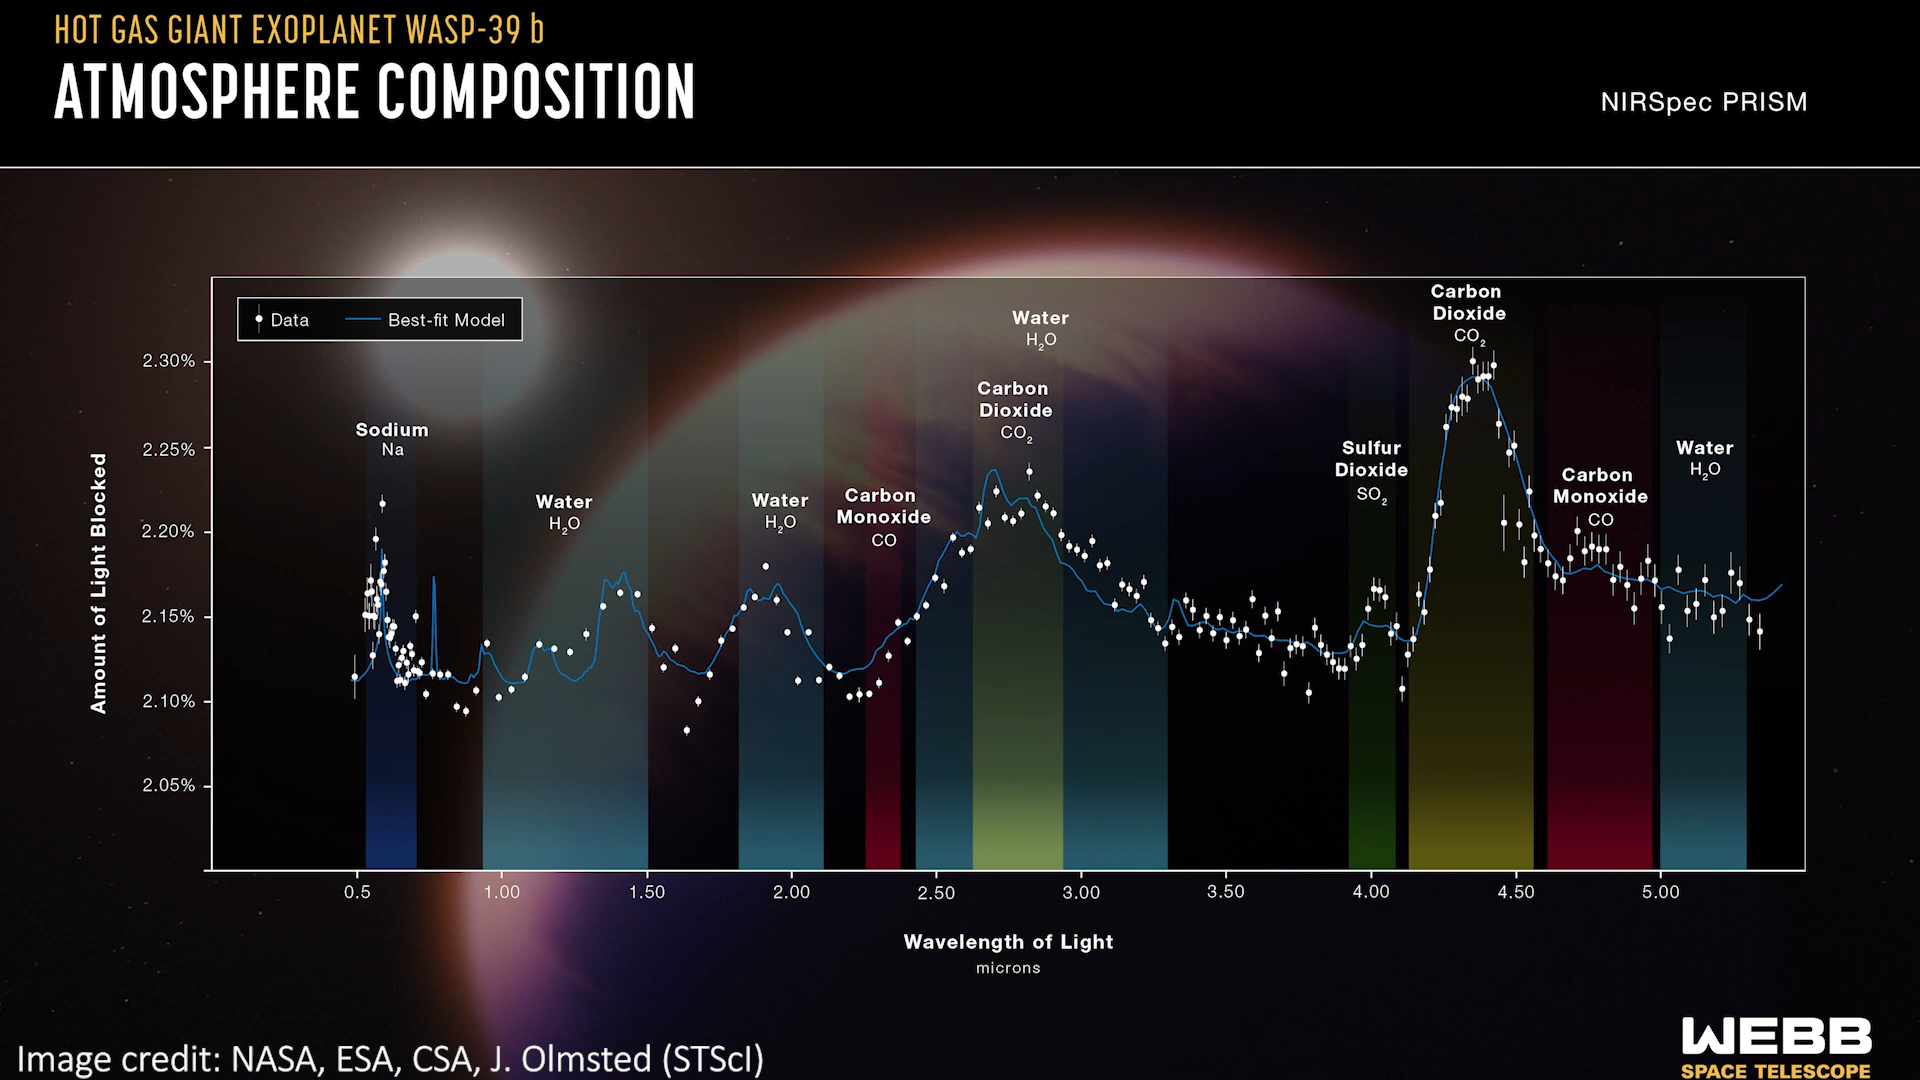 HOT GAS GIANT EXOPLANET WASP-39 b
ATMOSPHERE COMPOSITION
NIRSpec PRISM
Data
Best-fit Model
Amount of Light Blocked
2.30%
2.25%
2.20%
2.15%
2.10%
2.05%
Sodium
Na
Water
H₂O
Water
H₂O
Carbon
Monoxide
CO
Water
H₂O
Carbon
Dioxide
CO₂
Sulfur
Dioxide
SO₂
Carbon
Dioxide
CO₂
Carbon
Monoxide
CO
Water
H₂O
0.5 1.00 1.50 2.00 2.50 3.00 3.50 4.00 4.50 5.00
Wavelength of Light
microns
Image credit: NASA, ESA, CSA, J. Olmsted (STScI)
WEBB
SPACE TELESCOPE